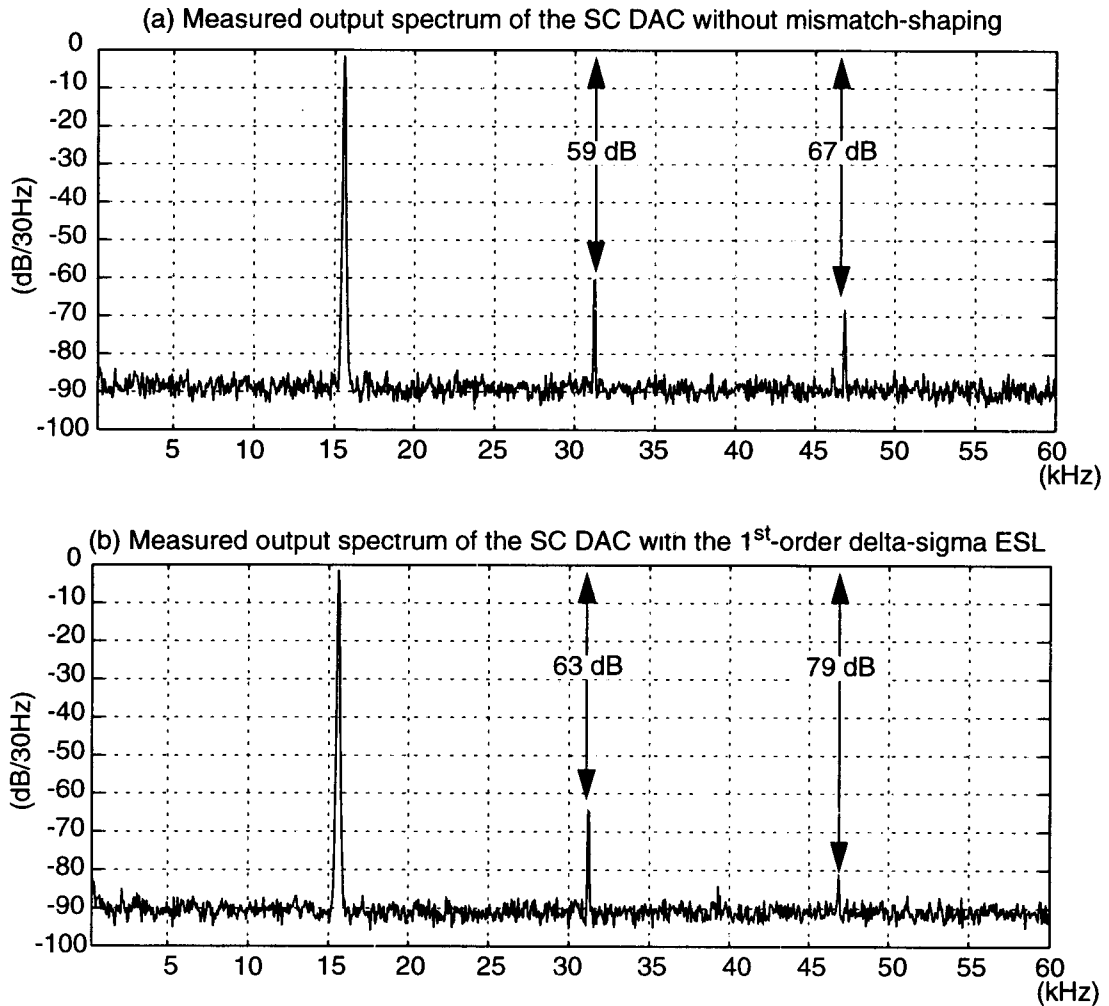 (a) Measured output spectrum of the SC DAC without mismatch-shaping
0
-10
-20
-30
-40
-50
-60
-70
-80
-90
-100
(dB/30Hz)
59 dB
67 dB
5 10 15 20 25 30 35 40 45 50 55 60
(kHz)
(b) Measured output spectrum of the SC DAC with the 1st-order delta-sigma ESL
0
-10
-20
-30
-40
-50
-60
-70
-80
-90
-100
(dB/30Hz)
63 dB
79 dB
5 10 15 20 25 30 35 40 45 50 55 60
(kHz)